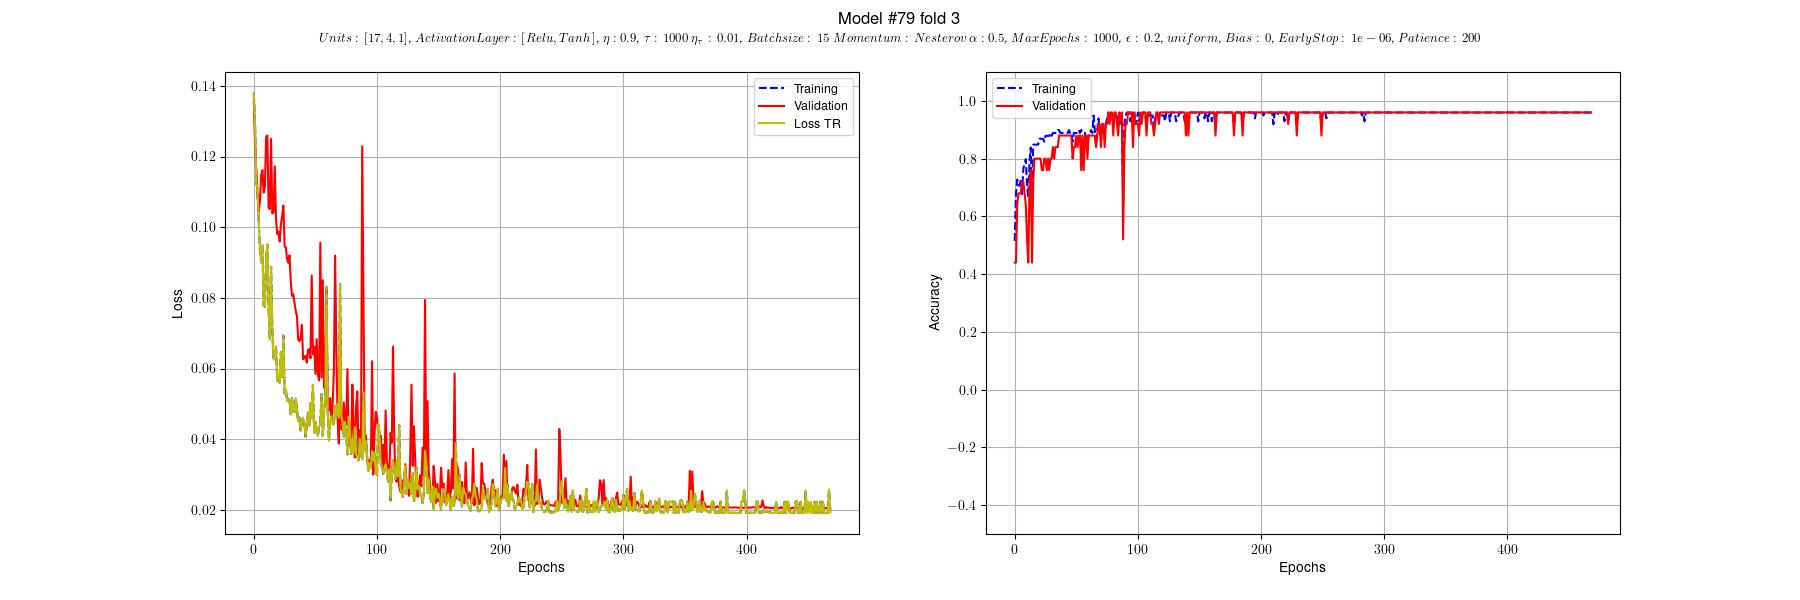 Model #79 fold 3
Units : [17, 4, 1], ActivationLayer : [Relu, Tanh], η : 0.9, τ : 1000 η_τ : 0.01, Batchsize : 15 Momentum : Nesterov α : 0.5, MaxEpochs : 1000, ϵ : 0.2, uniform, Bias : 0, EarlyStop : 1e − 06, Patience : 200
Training
Validation
Loss TR
0.14
0.12
0.10
0.08
0.06
0.04
0.02
Loss
0 100 200 300 400
Epochs
Training
Validation
1.0
0.8
0.6
0.4
0.2
0.0
−0.2
−0.4
Accuracy
0 100 200 300 400
Epochs